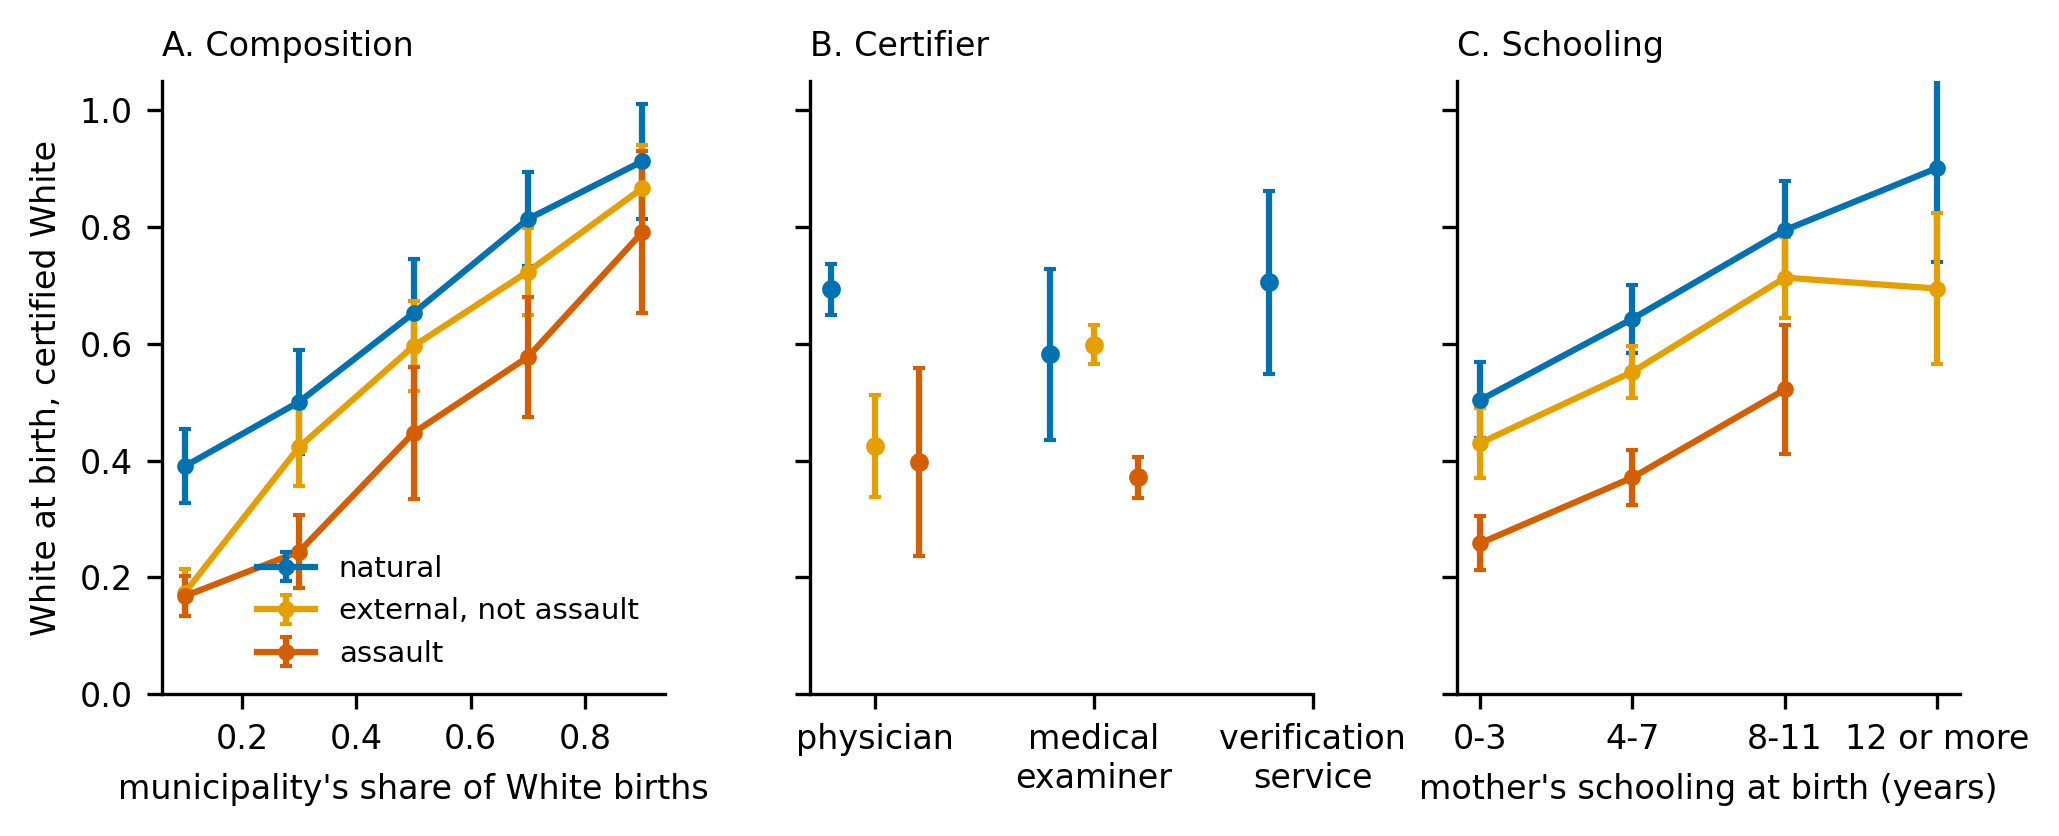 A. Composition
B. Certifier
C. Schooling
White at birth, certified White
1.0
0.8
0.6
0.4
0.2
0.0
natural
external, not assault
assault
0.2 0.4 0.6 0.8
municipality's share of White births
physician
medical
examiner
verification
service
0-3 4-7 8-11 12 or more
mother's schooling at birth (years)